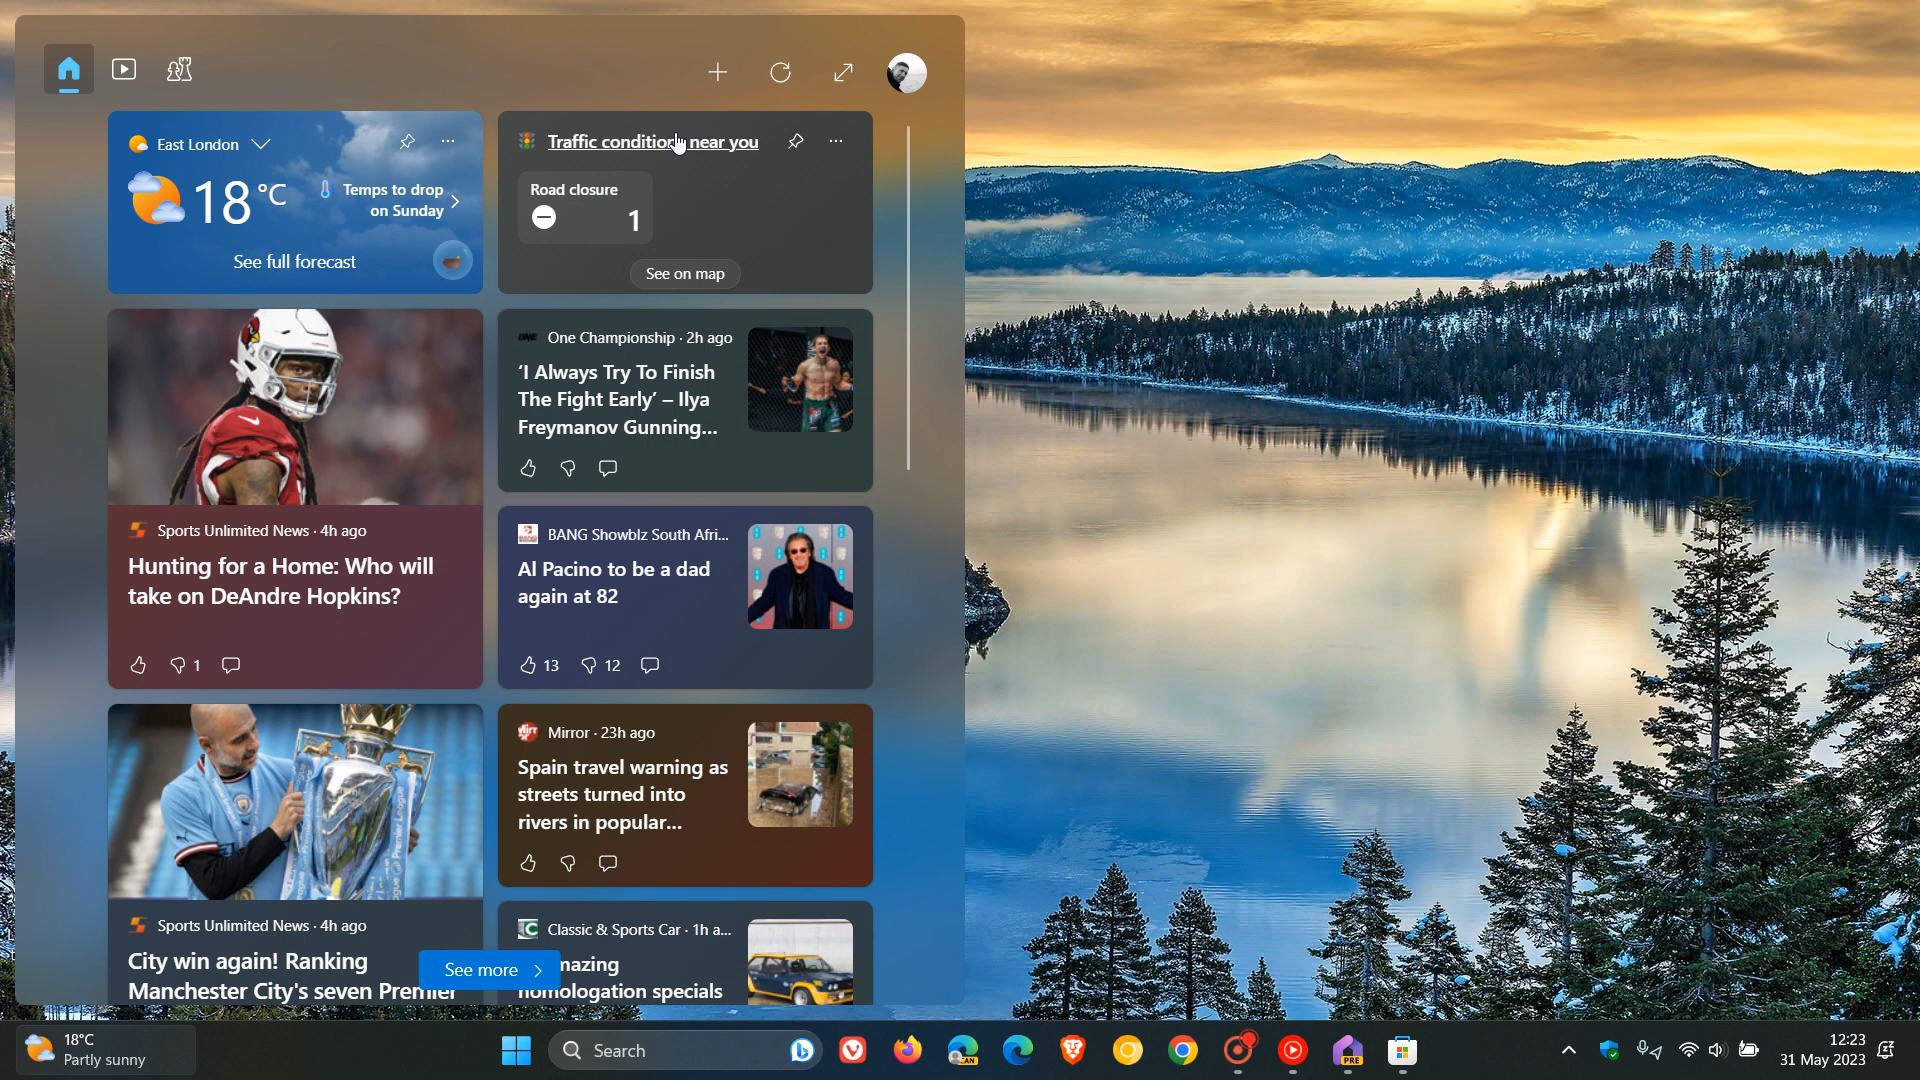 East London
18 °C
Temps to drop
on Sunday
See full forecast
Traffic conditions near you
Road closure
1
See on map
Sports Unlimited News · 4h ago
Hunting for a Home: Who will
take on DeAndre Hopkins?
1
One Championship · 2h ago
‘I Always Try To Finish
The Fight Early’ – Ilya
Freymanov Gunning...
BANG Showblz South Afri...
Al Pacino to be a dad
again at 82
13
12
Mirror · 23h ago
Spain travel warning as
streets turned into
rivers in popular...
Sports Unlimited News · 4h ago
City win again! Ranking
Manchester City's seven Premier
Classic & Sports Car · 1h a...
homologation specials
See more
18°C
Partly sunny
Search
CAN
PRE
12:23
31 May 2023